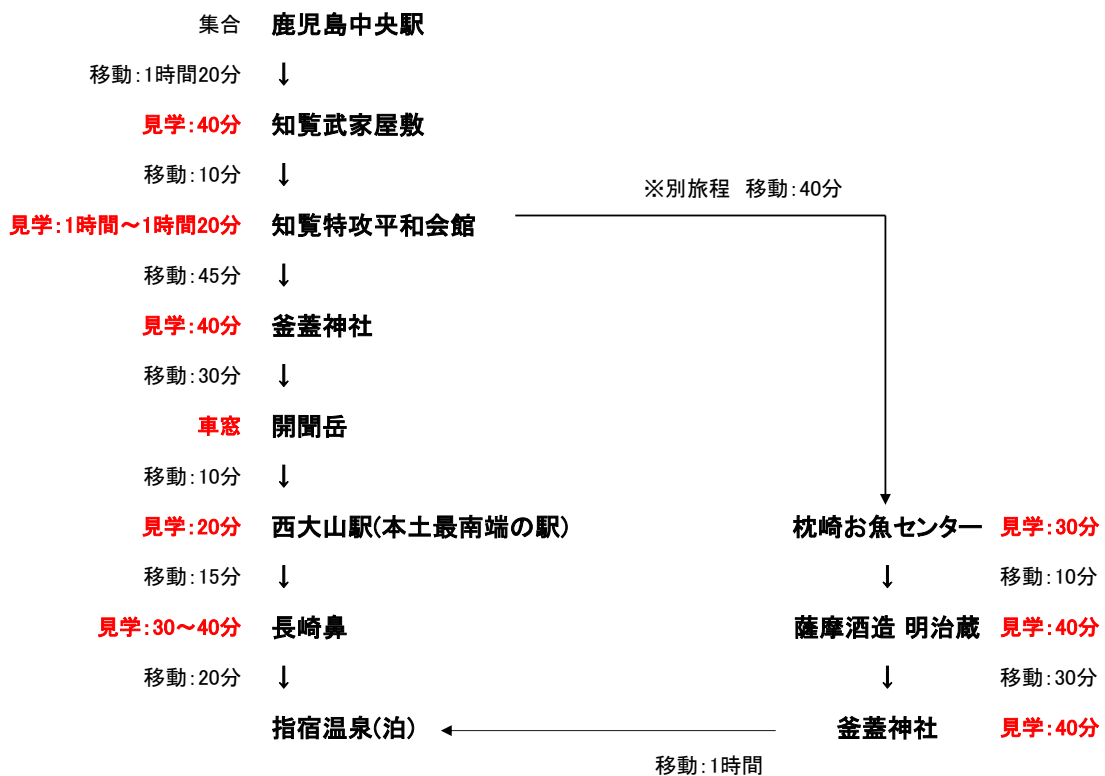 集合 鹿児島中央駅
移動:1時間20分 ↓
見学:40分 知覧武家屋敷
移動:10分 ↓
※別旅程 移動:40分
見学:1時間~1時間20分 知覧特攻平和会館
移動:45分 ↓
見学:40分 釜蓋神社
移動:30分 ↓
車窓 開聞岳
移動:10分 ↓
見学:20分 西大山駅(本土最南端の駅)
移動:15分 ↓
見学:30~40分 長崎鼻
移動:20分 ↓
指宿温泉(泊)
枕崎お魚センター 見学:30分
↓ 移動:10分
薩摩酒造 明治蔵 見学:40分
↓ 移動:30分
釜蓋神社 見学:40分
移動:1時間